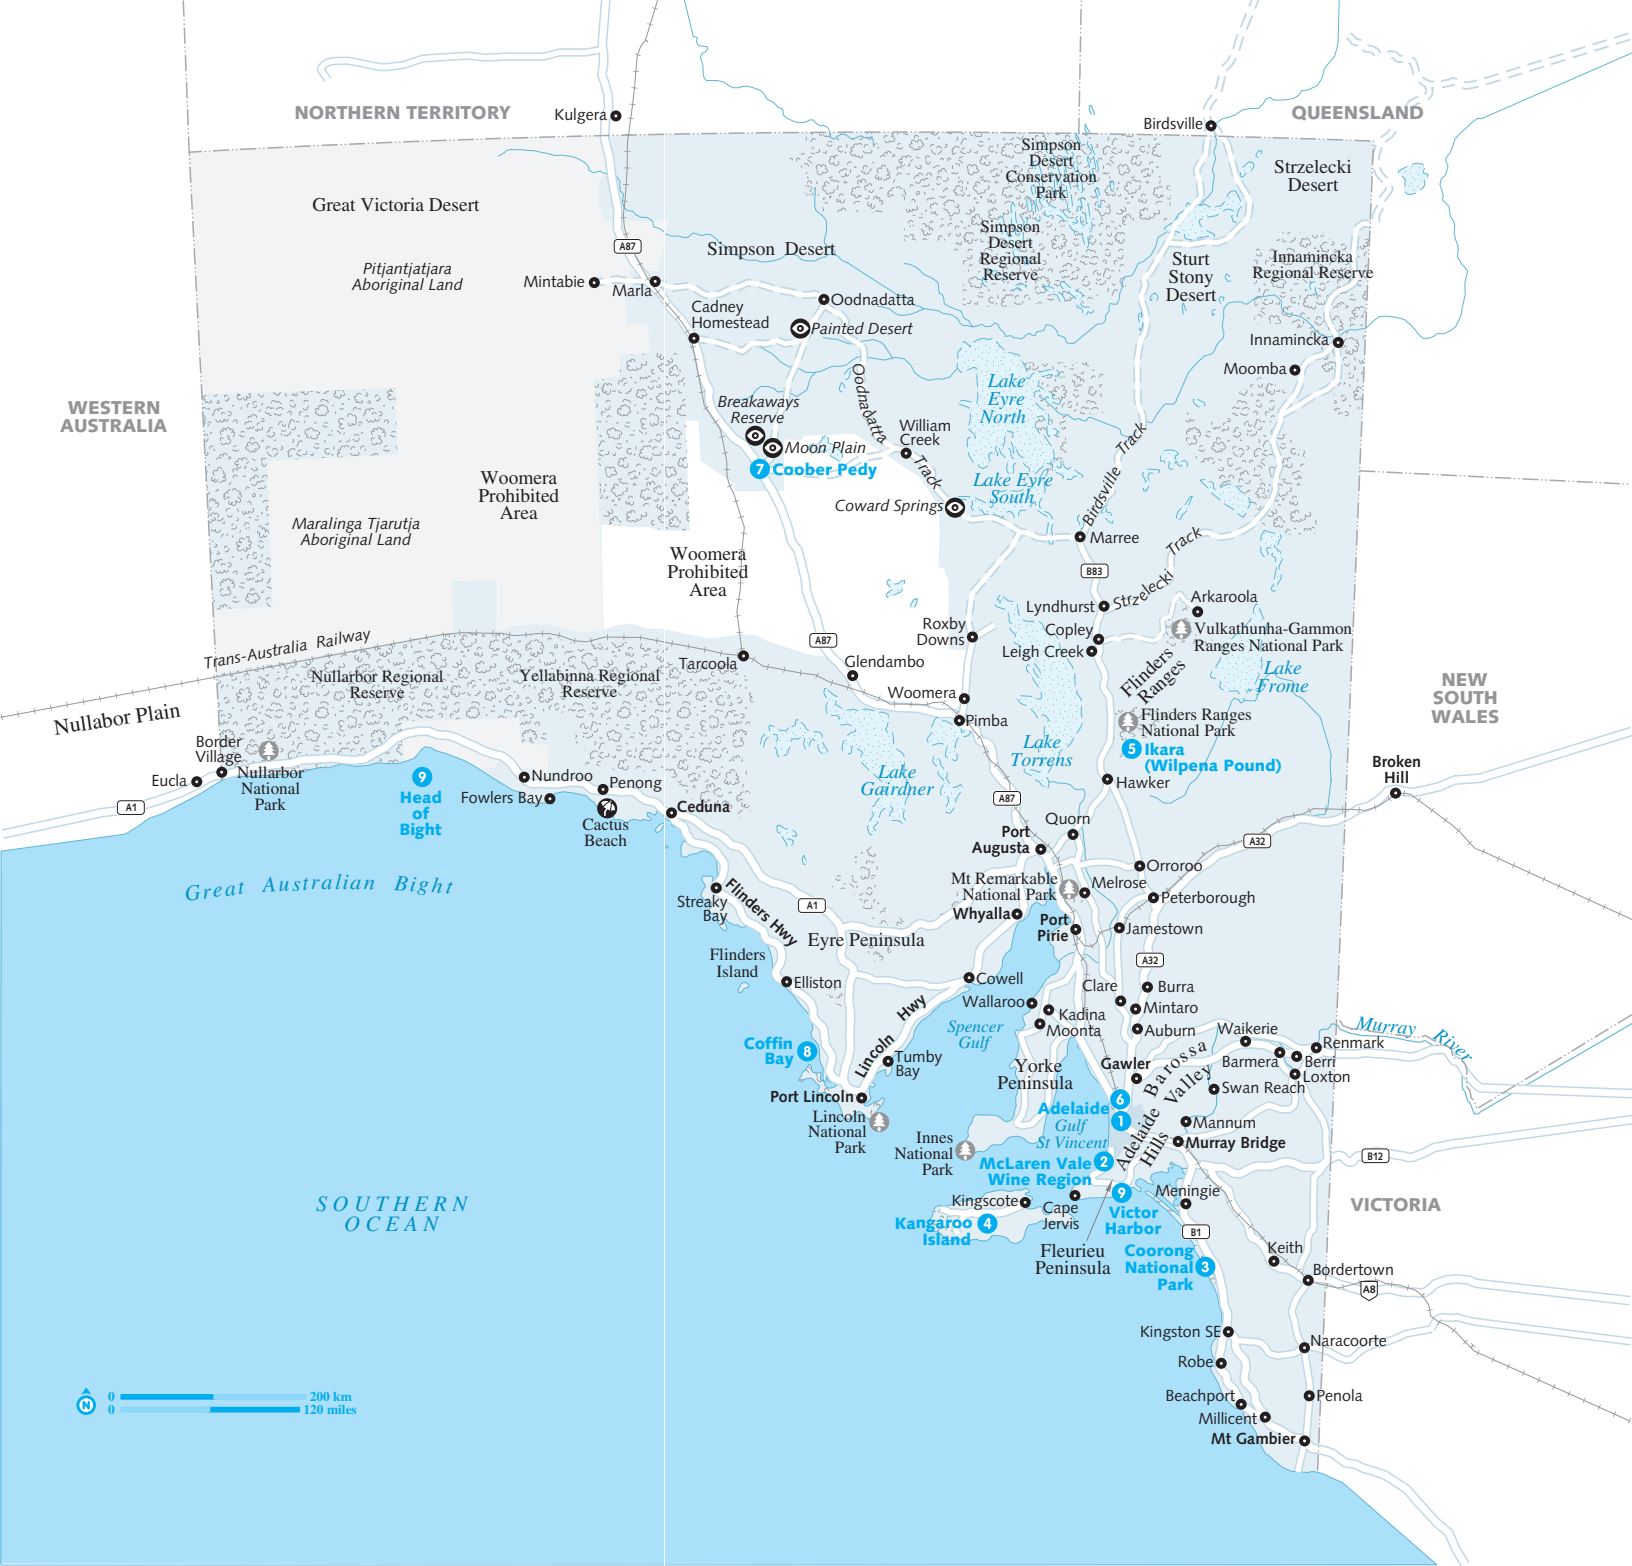 NORTHERN TERRITORY
Kulgera
QUEENSLAND
Birdsville
Simpson
Desert
Conservation
Park
Strzelecki
Desert
Great Victoria Desert
Simpson
Desert
Regional
Reserve
A87
Simpson Desert
Pitjantjatjara
Aboriginal Land
Mintabie
Marla
Sturt
Stony
Desert
Innamincka
Regional Reserve
Cadney
Homestead
Oodnadatta
Painted Desert
Innamincka
Moomba
WESTERN
AUSTRALIA
Breakaways
Reserve
Oodnadatta
Track
Lake
Eyre
North
William
Creek
Moon Plain
7 Coober Pedy
Birdsville Track
Woomera
Prohibited
Area
Lake Eyre
South
Coward Springs
Maralinga Tjarutja
Aboriginal Land
Marree
Strzelecki Track
Woomera
Prohibited
Area
B83
Lyndhurst
Arkaroola
Roxby
Downs
Copley
Vulkathunha-Gammon
Ranges National Park
Trans-Australia Railway
A87
Leigh Creek
Tarcoola
Glendambo
Flinders
Ranges
Lake
Frome
Nullarbor Regional
Reserve
Yellabinna Regional
Reserve
Woomera
NEW
SOUTH
WALES
Nullabor Plain
Pimba
Flinders Ranges
National Park
Border
Village
Lake
Torrens
5 Ikara
(Wilpena Pound)
Eucla
Nullarbor
National
Park
9
Head
of
Bight
Nundroo
Penong
Fowlers Bay
Lake
Gairdner
Hawker
Broken
Hill
A1
Cactus
Beach
Ceduna
A87
Quorn
Port
Augusta
A32
Orroroo
Great Australian Bight
Mt Remarkable
National Park
Melrose
Streaky
Bay
Flinders Hwy
A1
Whyalla
Peterborough
Port
Pirie
Jamestown
Eyre Peninsula
Flinders
Island
A32
Elliston
Cowell
Clare
Burra
Wallaroo
Kadina
Mintaro
Lincoln Hwy
Spencer
Gulf
Moonta
Auburn
Waikerie
Murray River
Renmark
Coffin
Bay
8
Tumby
Bay
Yorke
Peninsula
Gawler
Barossa
Valley
Barmera
Berri
Loxton
Swan Reach
Port Lincoln
6
Adelaide
1
Lincoln
National
Park
Gulf
St Vincent
Adelaide
Hills
Mannum
Innes
National
Park
Murray Bridge
B12
McLaren Vale
Wine Region
2
Kingscote
Cape
Jervis
9
Victor
Harbor
Meningie
VICTORIA
SOUTHERN
OCEAN
Kangaroo
Island
4
B1
Fleurieu
Peninsula
Coorong
National
Park
3
Keith
Bordertown
A8
Kingston SE
Naracoorte
Robe
N
0 200 km
0 120 miles
Beachport
Penola
Millicent
Mt Gambier